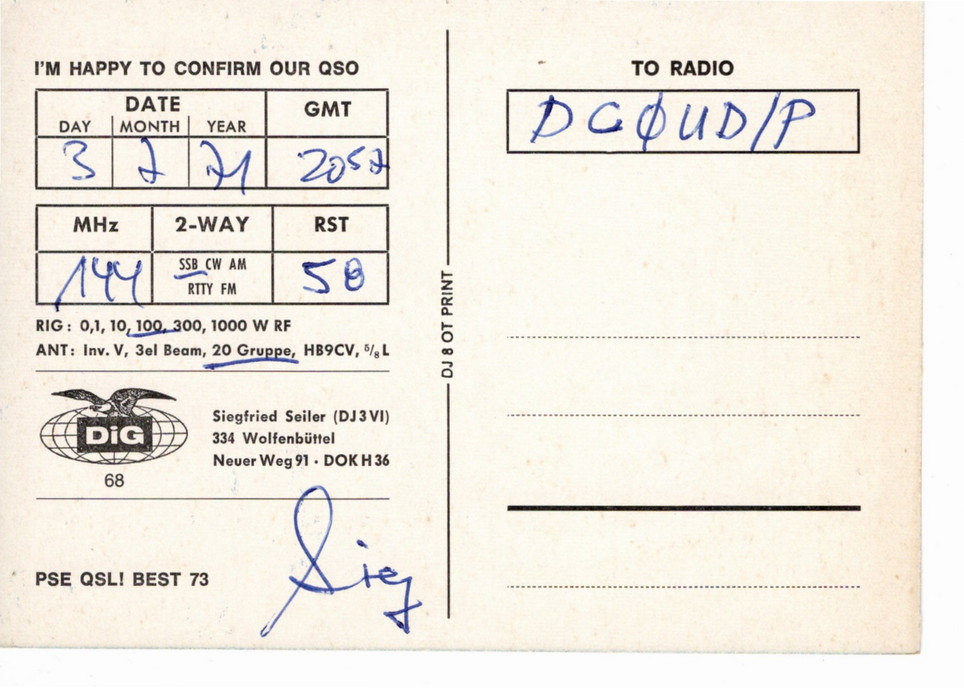 I'M HAPPY TO CONFIRM OUR QSO
DATE GMT
DAY MONTH YEAR
3 7 71 2057
MHz 2-WAY RST
144 SSB CW AM 58
RTTY FM
RIG: 0,1, 10, 100, 300, 1000 W RF
ANT: Inv. V, 3el Beam, 20 Gruppe, HB9CV, ⁵/₈ L
DiG
68
Siegfried Seiler (DJ3VI)
334 Wolfenbüttel
Neuer Weg 91 · DOK H 36
PSE QSL! BEST 73
Sieg
DJ 8 OT PRINT
TO RADIO
DCØUD/P